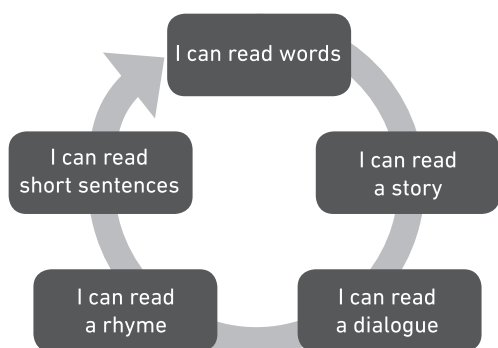 I can read words
I can read
a story
I can read
a dialogue
I can read
a rhyme
I can read
short sentences